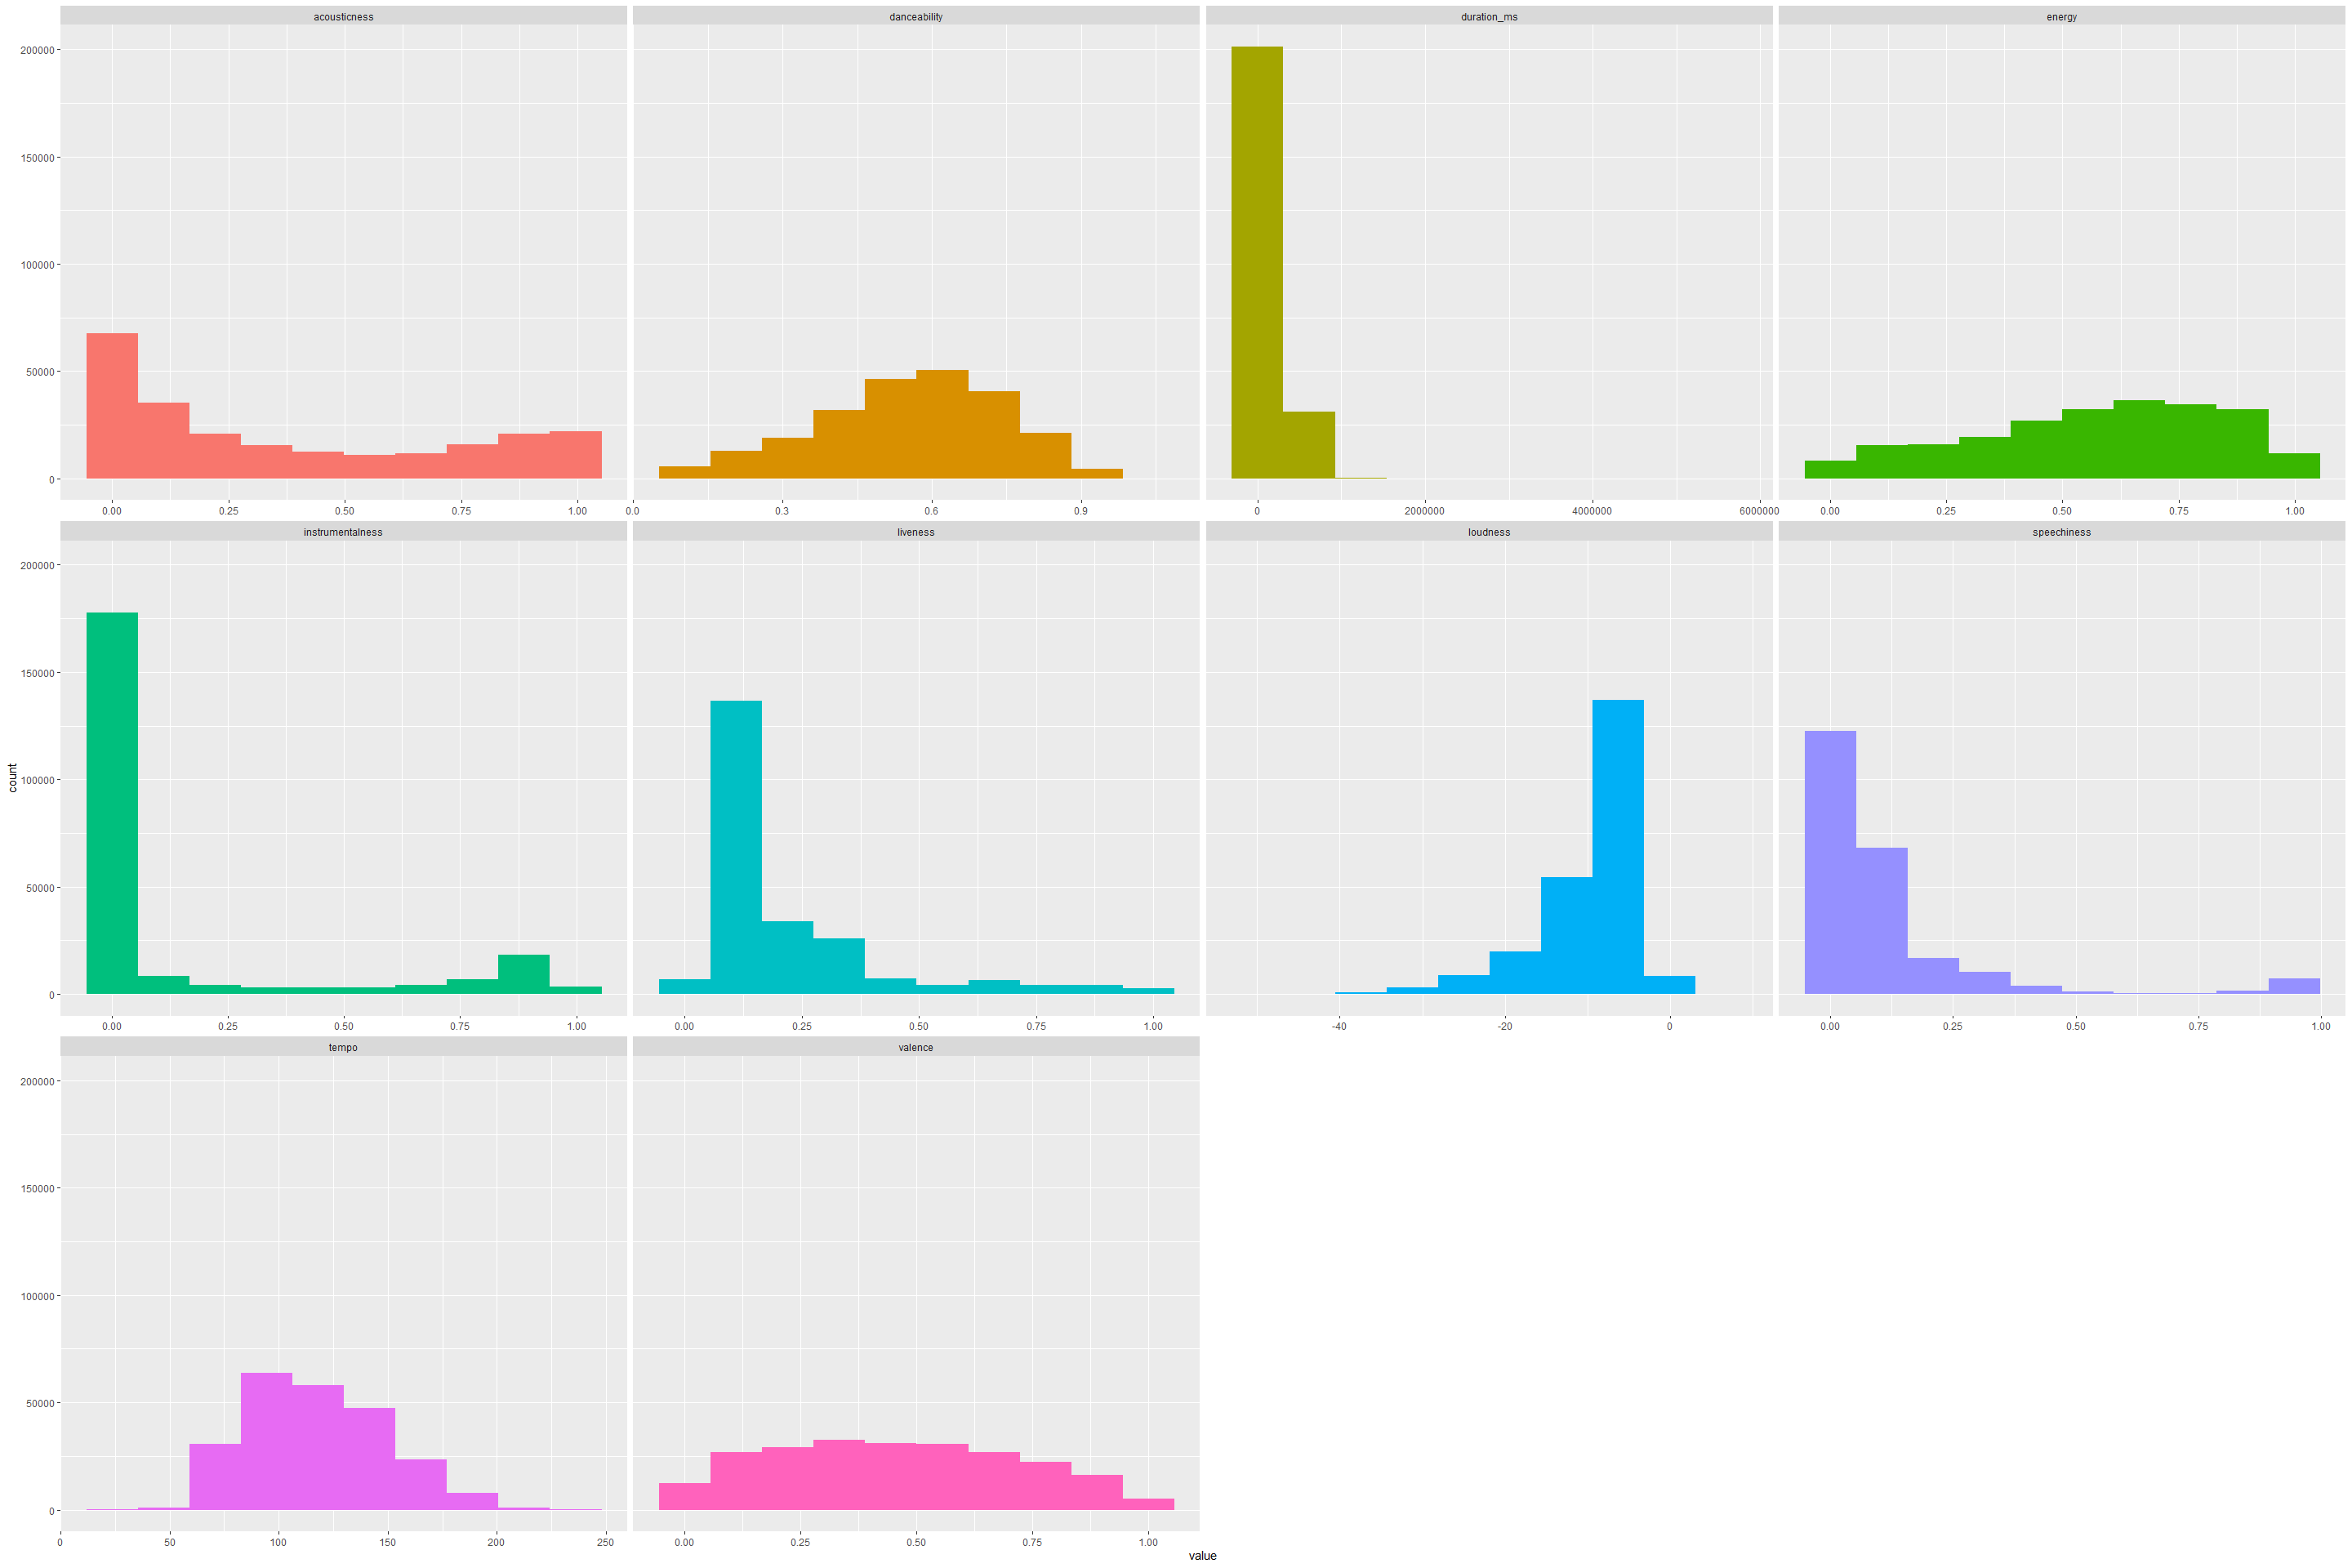 acousticness danceability duration_ms energy
200000
150000
100000
50000
0
0.00 0.25 0.50 0.75 1.00 0.0 0.3 0.6 0.9 0 2000000 4000000 6000000 0.00 0.25 0.50 0.75 1.00
instrumentalness liveness loudness speechiness
200000
150000
100000
50000
0
count
0.00 0.25 0.50 0.75 1.00 0.00 0.25 0.50 0.75 1.00 -40 -20 0 0.00 0.25 0.50 0.75 1.00
tempo valence
200000
150000
100000
50000
0
0 50 100 150 200 250 0.00 0.25 0.50 0.75 1.00
value